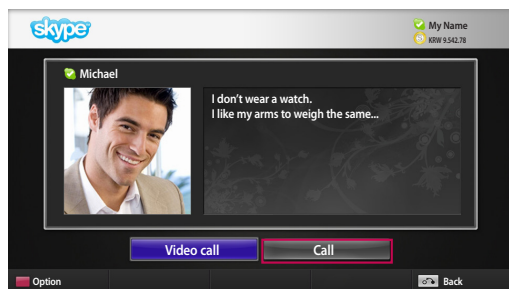 skype
My Name
KRW 9.542.78
Michael
I don't wear a watch.
I like my arms to weigh the same...
Video call
Call
Option
Back